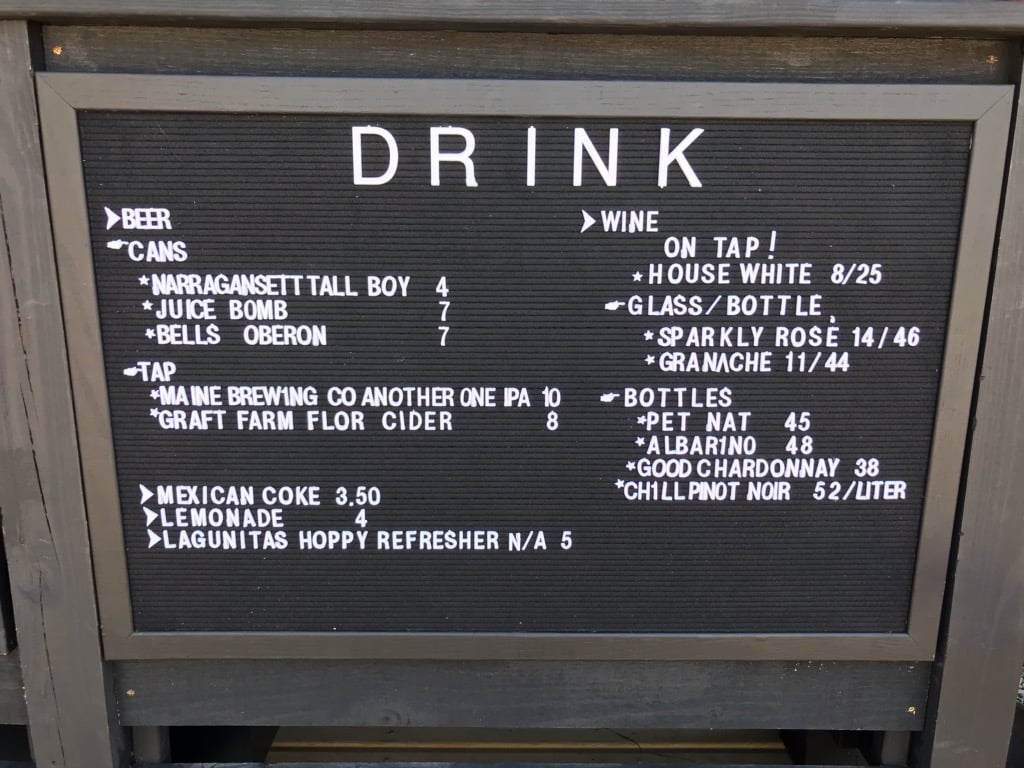 DRINK
BEER
CANS
*NARRAGANSETT TALL BOY 4
*JUICE BOMB 7
*BELLS OBERON 7
TAP
*MAINE BREW1NG CO ANOTHER ONE IPA 10
*GRAFT FARM FLOR CIDER 8
MEXICAN COKE 3.50
LEMONADE 4
LAGUNITAS HOPPY REFRESHER N/A 5
WINE
ON TAP!
*HOUSE WHITE 8/25
GLASS/BOTTLE
*SPARKLY ROSÉ 14/46
*GRANACHE 11/44
BOTTLES
*PET NAT 45
*ALBAR1NO 48
*GOOD CHARDONNAY 38
*CH1LL PINOT NOIR 52/LITER